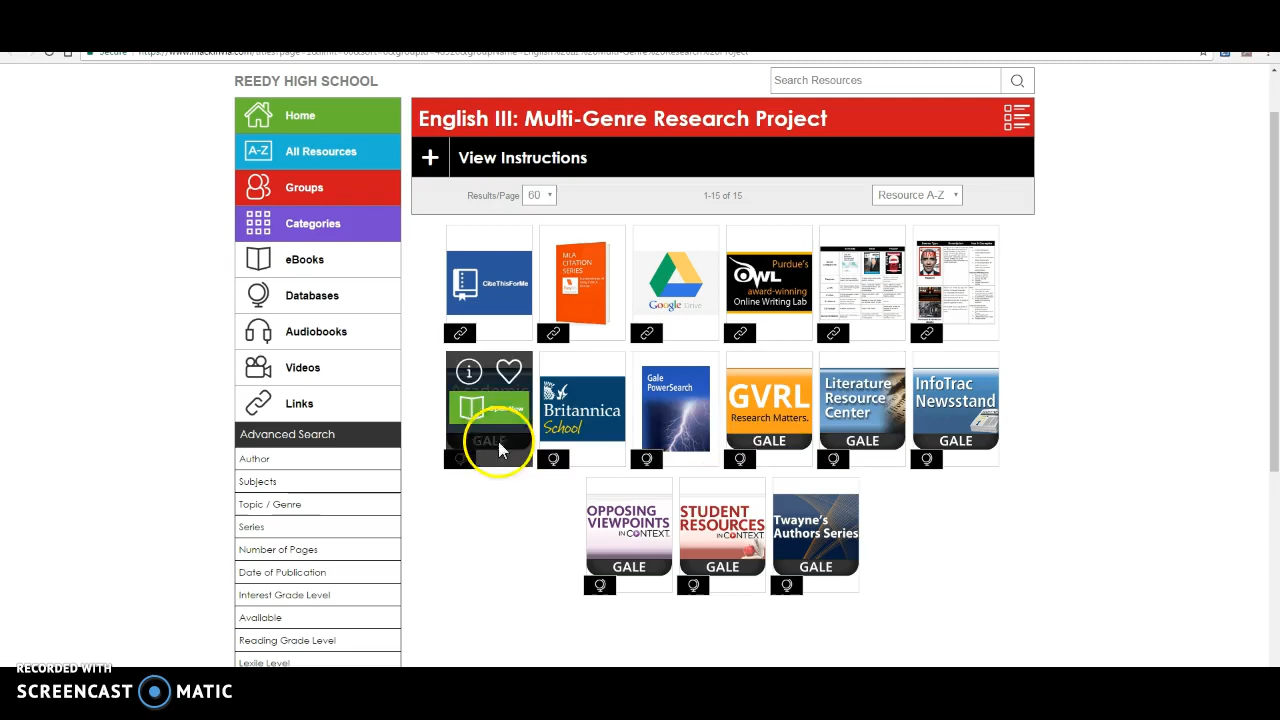 Secure
REEDY HIGH SCHOOL
Search Resources
Home
A-Z All Resources
Groups
Categories
eBooks
Databases
Audiobooks
Videos
Links
Advanced Search
Author
Subjects
Topic / Genre
Series
Number of Pages
Date of Publication
Interest Grade Level
Available
Reading Grade Level
Lexile Level
English III: Multi-Genre Research Project
+ View Instructions
Results/Page 60
1-15 of 15
Resource A-Z
CiteThisForMe
MLA
CITATION
SERIES
Google Drive
Purdue's
OWL
award-winning
Online Writing Lab
GALE
Britannica
School
Gale
PowerSearch
GVRL
Research Matters.
GALE
Literature
Resource
Center
GALE
InfoTrac
Newsstand
GALE
OPPOSING
VIEWPOINTS
IN CONTEXT
GALE
STUDENT
RESOURCES
IN CONTEXT
GALE
Twayne's
Authors Series
GALE
RECORDED WITH
SCREENCAST MATIC